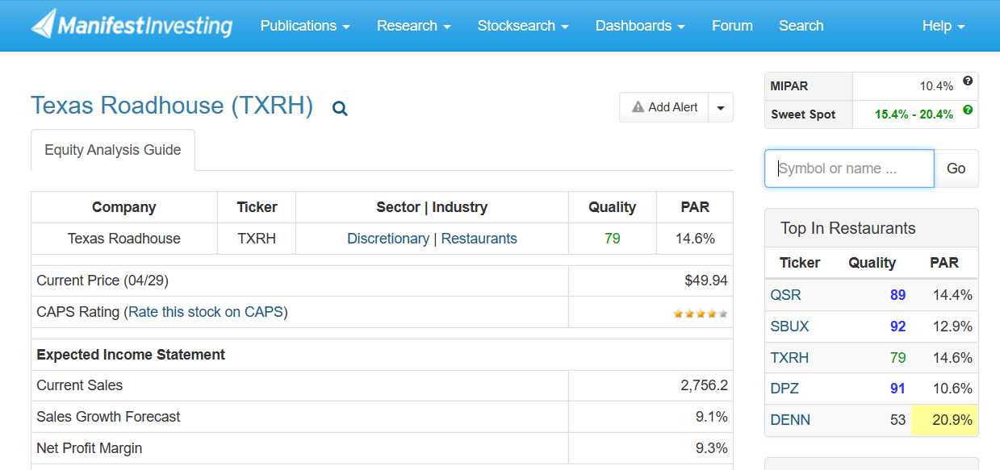 ManifestInvesting Publications Research Stocksearch Dashboards Forum Search Help
Texas Roadhouse (TXRH)
Add Alert
Equity Analysis Guide
Company Ticker Sector | Industry Quality PAR
Texas Roadhouse TXRH Discretionary | Restaurants 79 14.6%
Current Price (04/29) $49.94
CAPS Rating (Rate this stock on CAPS)
Expected Income Statement
Current Sales 2,756.2
Sales Growth Forecast 9.1%
Net Profit Margin 9.3%
MIPAR 10.4% ?
Sweet Spot 15.4% - 20.4% ?
Symbol or name ... Go
Top In Restaurants
Ticker Quality PAR
QSR 89 14.4%
SBUX 92 12.9%
TXRH 79 14.6%
DPZ 91 10.6%
DENN 53 20.9%